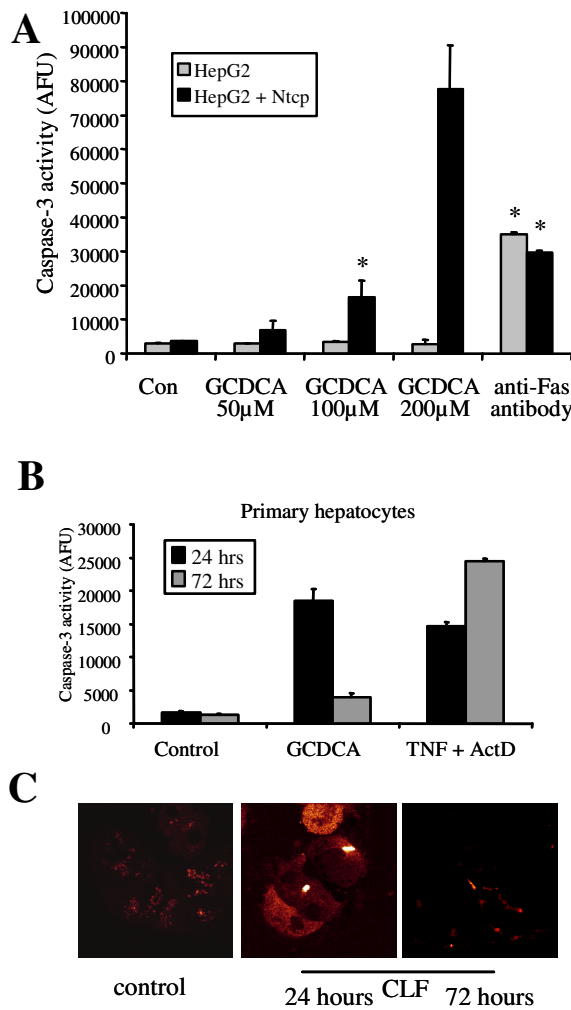 A
Caspase-3 activity (AFU)
100000
90000
80000
70000
60000
50000
40000
30000
20000
10000
0
HepG2
HepG2 + Ntcp
*
*
*
Con
GCDCA 50µM
GCDCA 100µM
GCDCA 200µM
anti-Fas antibody
B
Primary hepatocytes
Caspase-3 activity (AFU)
30000
25000
20000
15000
10000
5000
0
24 hrs
72 hrs
Control
GCDCA
TNF + ActD
C
control
24 hours CLF 72 hours